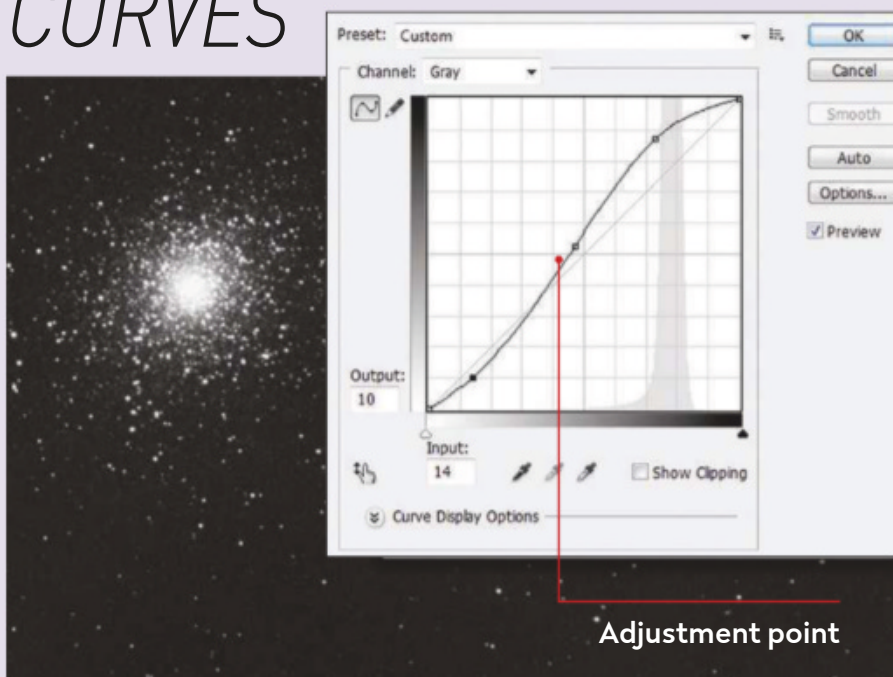 CURVES
Preset: Custom
OK
Channel: Gray
Cancel
Smooth
Auto
Options...
Preview
Output:
10
Input:
14
Show Clipping
Curve Display Options
Adjustment point